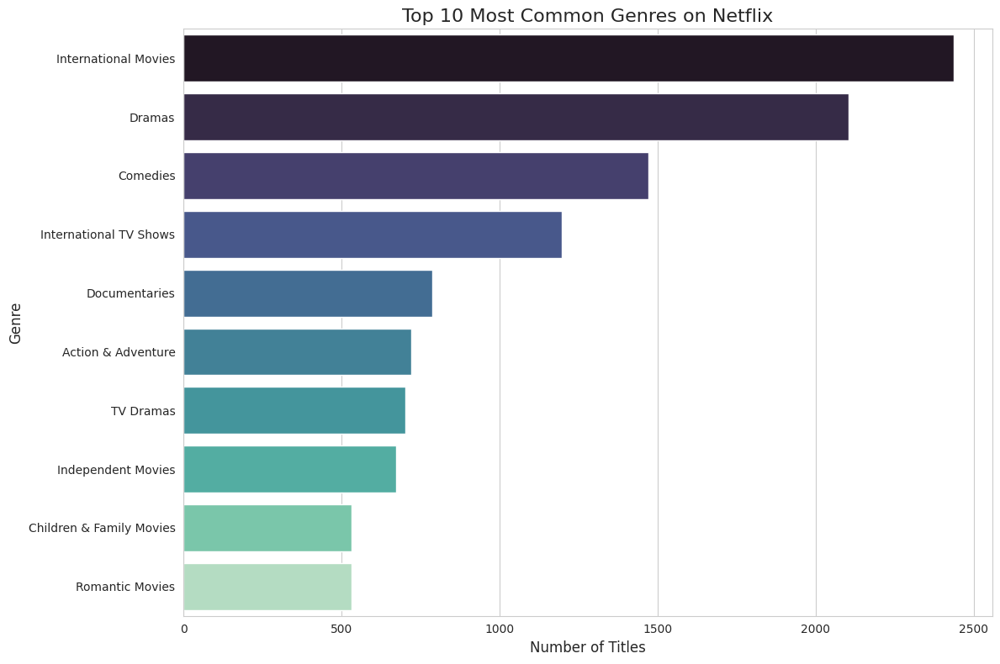 Top 10 Most Common Genres on Netflix
International Movies
Dramas
Comedies
International TV Shows
Documentaries
Action & Adventure
TV Dramas
Independent Movies
Children & Family Movies
Romantic Movies
Genre
0 500 1000 1500 2000 2500
Number of Titles